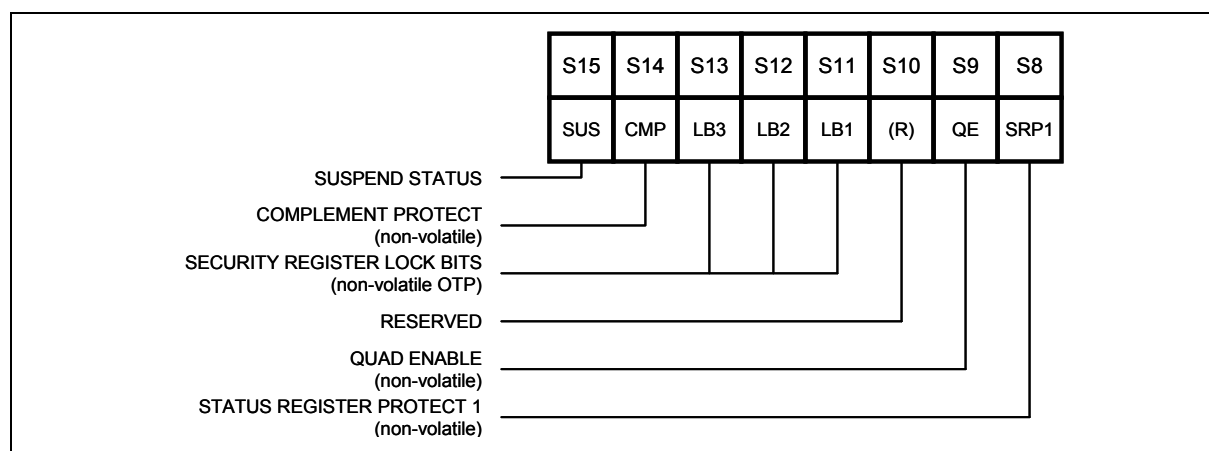 S15 S14 S13 S12 S11 S10 S9 S8
SUS CMP LB3 LB2 LB1 (R) QE SRP1
SUSPEND STATUS
COMPLEMENT PROTECT
(non-volatile)
SECURITY REGISTER LOCK BITS
(non-volatile OTP)
RESERVED
QUAD ENABLE
(non-volatile)
STATUS REGISTER PROTECT 1
(non-volatile)